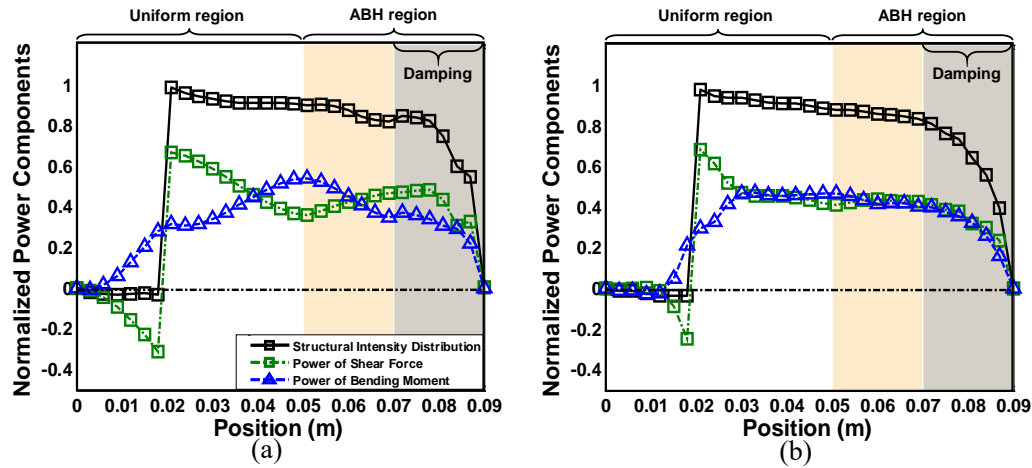 Uniform region
ABH region
Damping
Normalized Power Components
1
0.8
0.6
0.4
0.2
0
-0.2
-0.4
Structural Intensity Distribution
Power of Shear Force
Power of Bending Moment
0 0.01 0.02 0.03 0.04 0.05 0.06 0.07 0.08 0.09
Position (m)
(a)
Uniform region
ABH region
Damping
Normalized Power Components
1
0.8
0.6
0.4
0.2
0
-0.2
-0.4
0 0.01 0.02 0.03 0.04 0.05 0.06 0.07 0.08 0.09
Position (m)
(b)